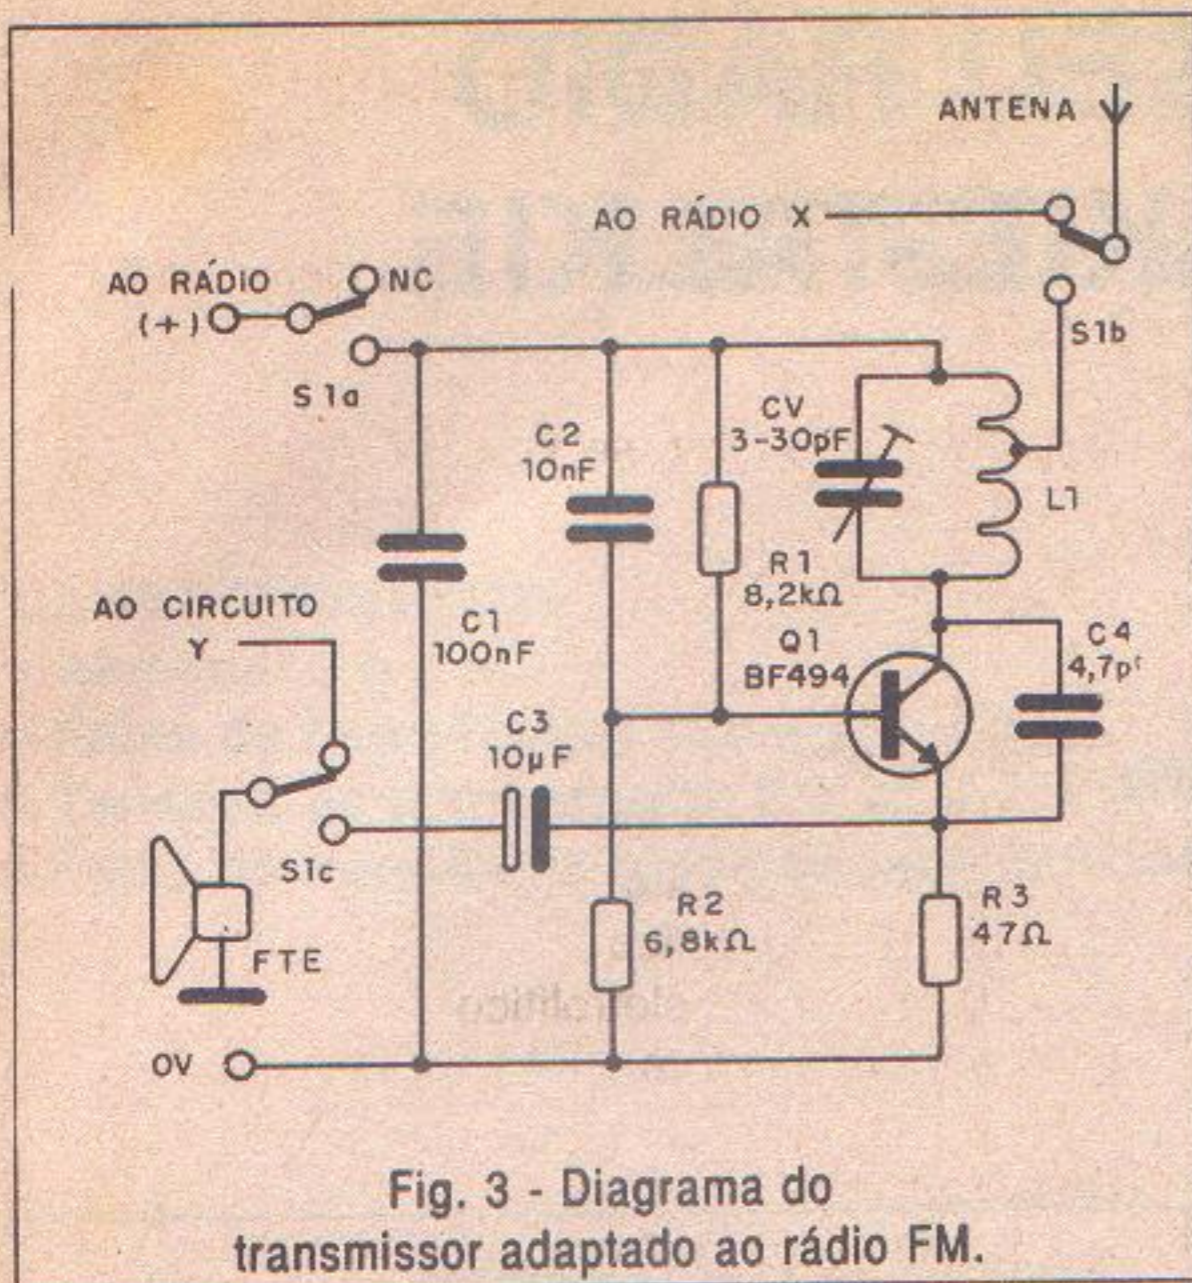 ANTENA
AO RÁDIO X
AO RÁDIO
(+)
NC
S1a
S1b
CV
3-30pF
C2
10nF
L1
R1
8,2kΩ
AO CIRCUITO
Y
C1
100nF
Q1
BF494
C4
C3
10µF
S1c
R2
6,8kΩ
R3
47Ω
FTE
0V
Fig. 3 - Diagrama do
transmissor adaptado ao rádio FM.